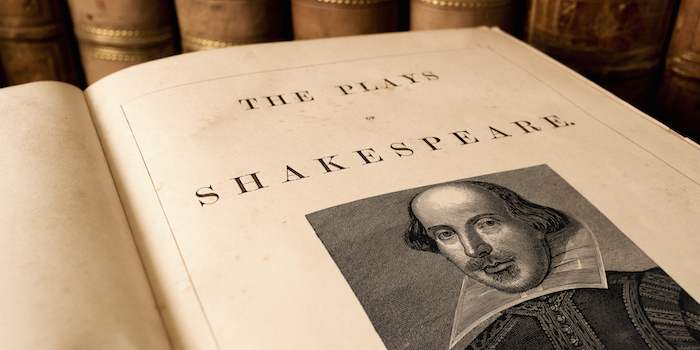 THE PLAYS
OF
SHAKESPEARE.